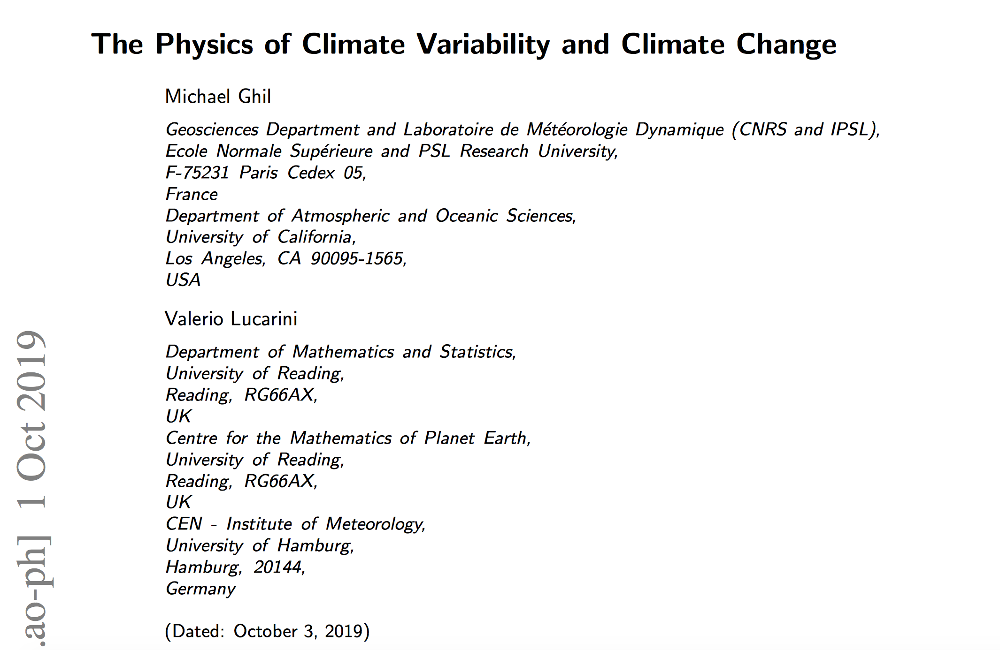 The Physics of Climate Variability and Climate Change
Michael Ghil
Geosciences Department and Laboratoire de Météorologie Dynamique (CNRS and IPSL),
Ecole Normale Supérieure and PSL Research University,
F-75231 Paris Cedex 05,
France
Department of Atmospheric and Oceanic Sciences,
University of California,
Los Angeles, CA 90095-1565,
USA
Valerio Lucarini
Department of Mathematics and Statistics,
University of Reading,
Reading, RG66AX,
UK
Centre for the Mathematics of Planet Earth,
University of Reading,
Reading, RG66AX,
UK
CEN - Institute of Meteorology,
University of Hamburg,
Hamburg, 20144,
Germany
(Dated: October 3, 2019)
.ao-ph] 1 Oct 2019